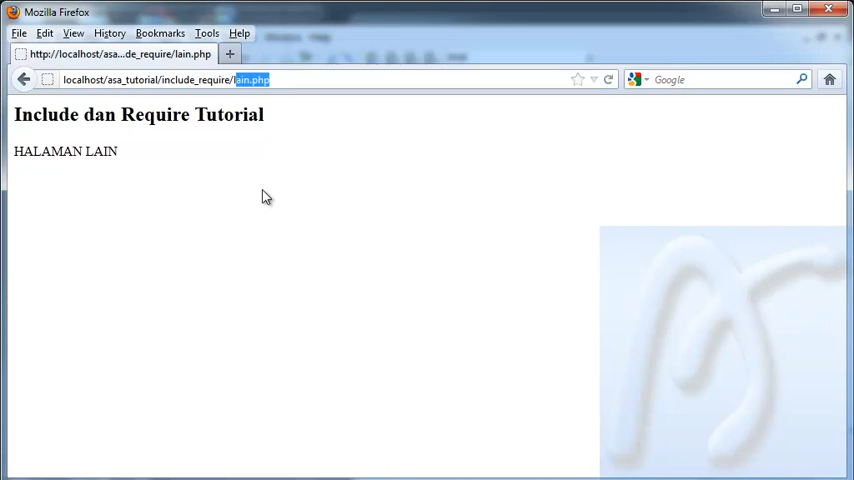 Mozilla Firefox
File Edit View History Bookmarks Tools Help
http://localhost/asa...de_require/lain.php
localhost/asa_tutorial/include_require/lain.php
Google
Include dan Require Tutorial
HALAMAN LAIN